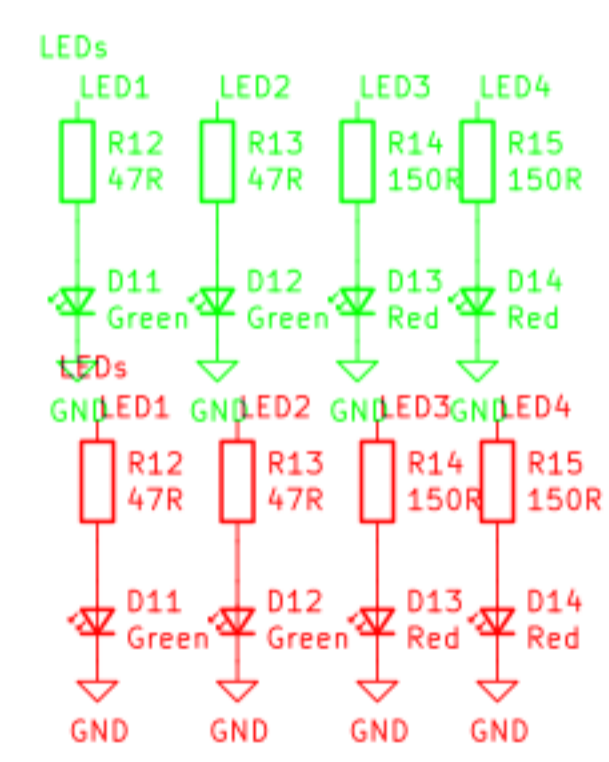 LEDs
LED1 LED2 LED3 LED4
R12 R13 R14 R15
47R 47R 150R 150R
D11 D12 D13 D14
Green Green Red Red
LEDs
GND GND GND GND
LED1 LED2 LED3 LED4
R12 R13 R14 R15
47R 47R 150R 150R
D11 D12 D13 D14
Green Green Red Red
GND GND GND GND